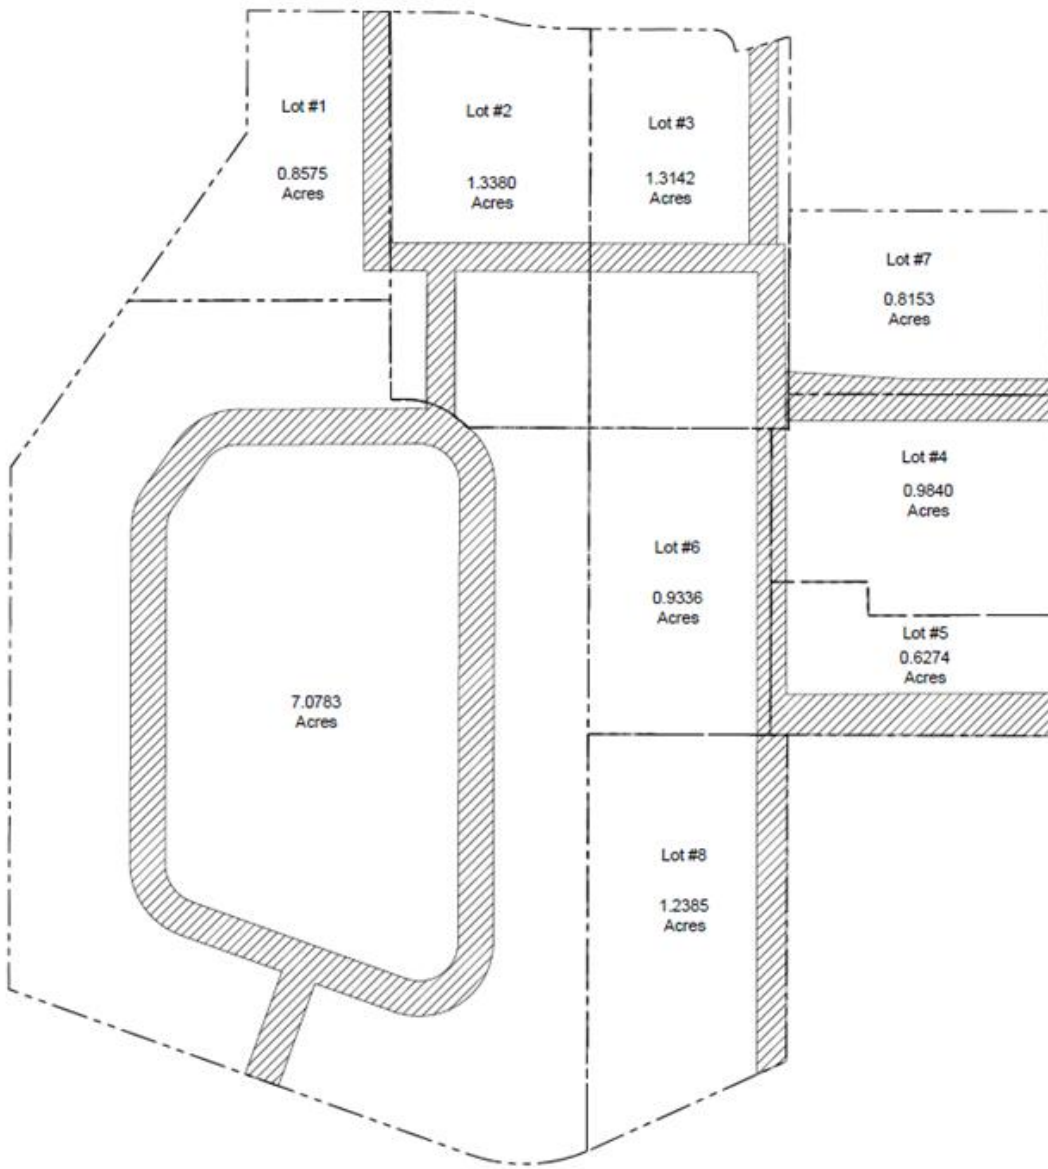 Lot #1
0.8575
Acres
Lot #2
1.3380
Acres
Lot #3
1.3142
Acres
Lot #7
0.8153
Acres
Lot #4
0.9840
Acres
Lot #6
0.9336
Acres
Lot #5
0.6274
Acres
7.0783
Acres
Lot #8
1.2385
Acres